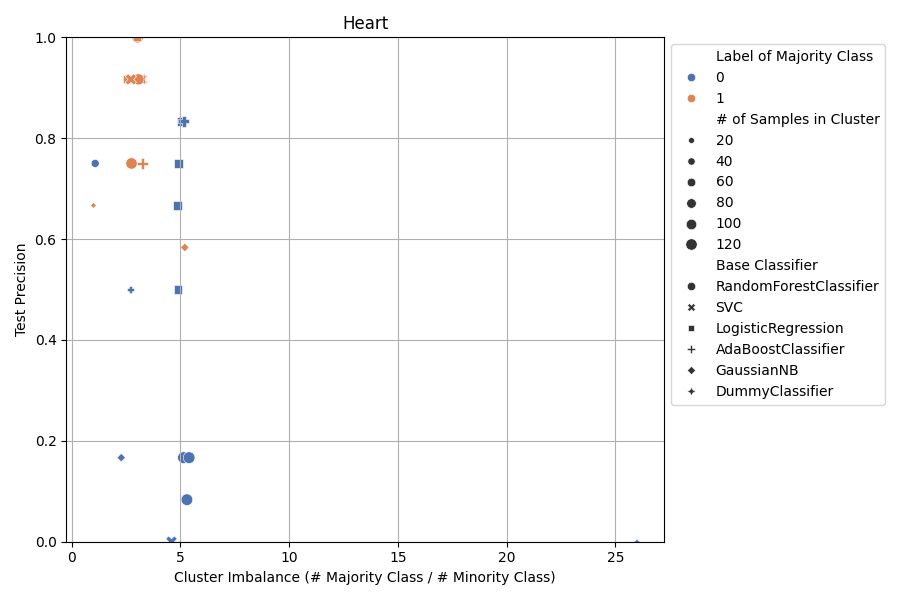 Heart
Test Precision
1.0
0.8
0.6
0.4
0.2
0.0
0
5
10
15
20
25
Cluster Imbalance (# Majority Class / # Minority Class)
Label of Majority Class
0
1
# of Samples in Cluster
20
40
60
80
100
120
Base Classifier
RandomForestClassifier
SVC
LogisticRegression
AdaBoostClassifier
GaussianNB
DummyClassifier